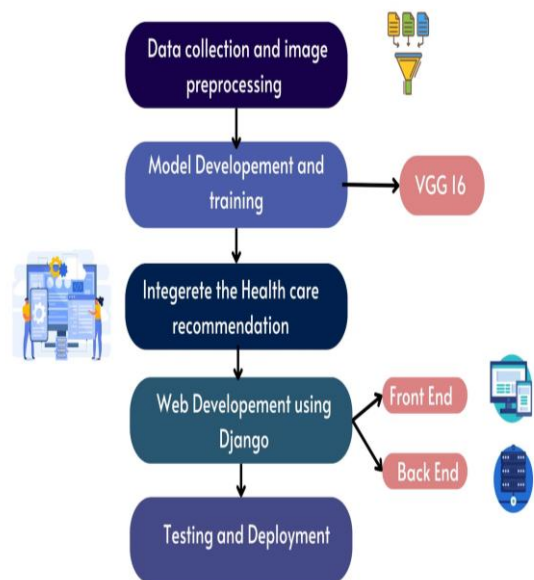 Data collection and image
preprocessing
Model Developement and
training
VGG 16
Integerete the Health care
recommendation
Web Developement using
Django
Front End
Back End
Testing and Deployment